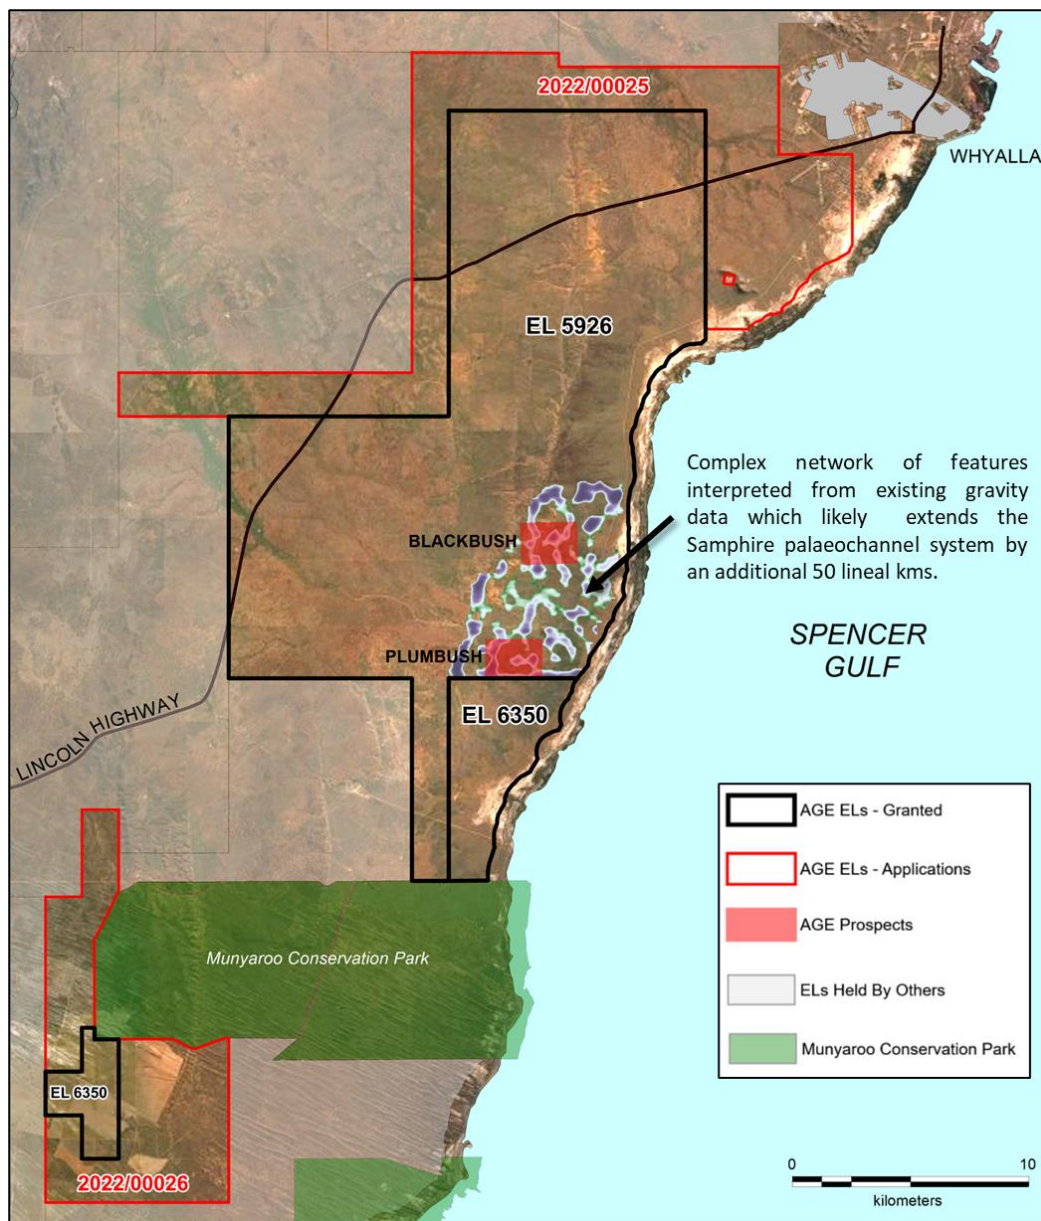 2022/00025
WHYALLA
EL 5926
Complex network of features
interpreted from existing gravity
data which likely extends the
Samphire palaeochannel system by
an additional 50 lineal kms.
BLACKBUSH
SPENCER
GULF
PLUMBUSH
EL 6350
LINCOLN HIGHWAY
AGE ELs - Granted
AGE ELs - Applications
AGE Prospects
ELs Held By Others
Munyaroo Conservation Park
Munyaroo Conservation Park
EL 6350
2022/00026
0 10
kilometers